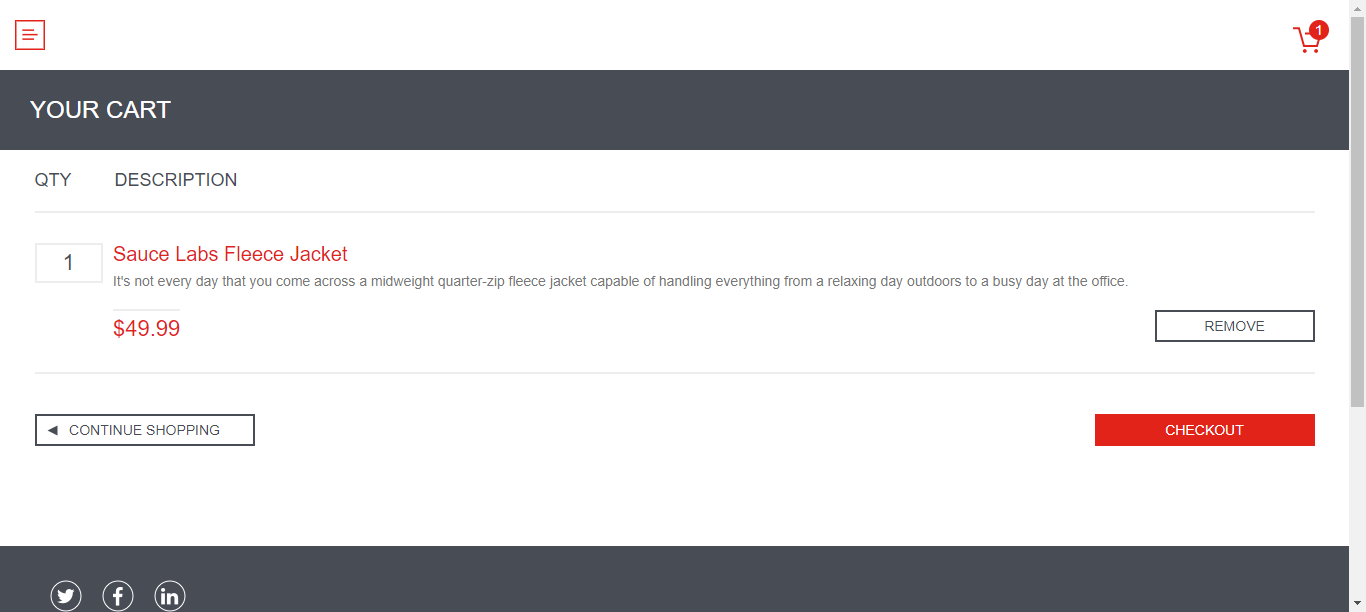 1
YOUR CART
QTY DESCRIPTION
1 Sauce Labs Fleece Jacket
It's not every day that you come across a midweight quarter-zip fleece jacket capable of handling everything from a relaxing day outdoors to a busy day at the office.
$49.99 REMOVE
CONTINUE SHOPPING CHECKOUT